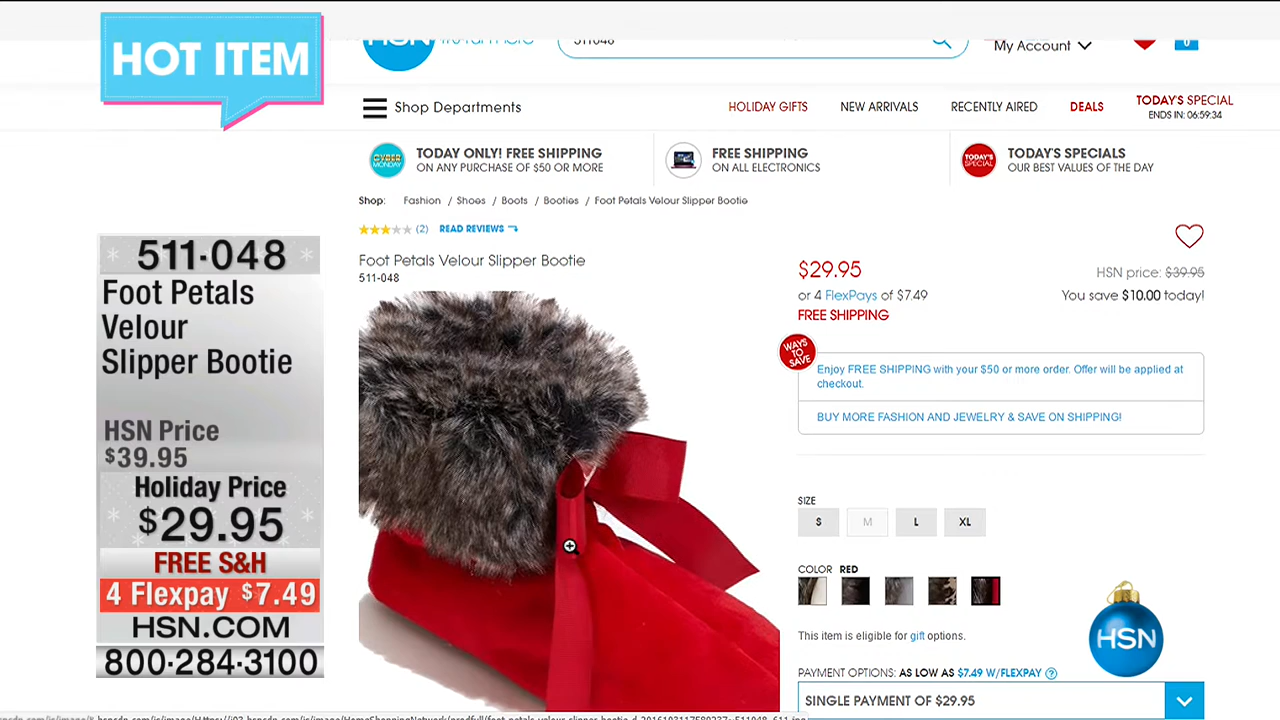 HOT ITEM
HSN
511048
My Account
0
Shop Departments
HOLIDAY GIFTS
NEW ARRIVALS
RECENTLY AIRED
DEALS
TODAY'S SPECIAL
ENDS IN: 06:59:34
CYBER
MONDAY
TODAY ONLY! FREE SHIPPING
ON ANY PURCHASE OF $50 OR MORE
FREE SHIPPING
ON ALL ELECTRONICS
TODAY'S
SPECIAL
TODAY'S SPECIALS
OUR BEST VALUES OF THE DAY
Shop: Fashion / Shoes / Boots / Booties / Foot Petals Velour Slipper Bootie
(2) READ REVIEWS
Foot Petals Velour Slipper Bootie
511-048
$29.95
HSN price: $39.95
or 4 FlexPays of $7.49
You save $10.00 today!
FREE SHIPPING
WAYS
TO
SAVE
Enjoy FREE SHIPPING with your $50 or more order. Offer will be applied at
checkout.
BUY MORE FASHION AND JEWELRY & SAVE ON SHIPPING!
SIZE
S M L XL
COLOR RED
This item is eligible for gift options.
PAYMENT OPTIONS: AS LOW AS $7.49 W/FLEXPAY ?
SINGLE PAYMENT OF $29.95
HSN
511-048
Foot Petals
Velour
Slipper Bootie
HSN Price
$39.95
Holiday Price
$29.95
FREE S&H
4 Flexpay $7.49
HSN.COM
800-284-3100